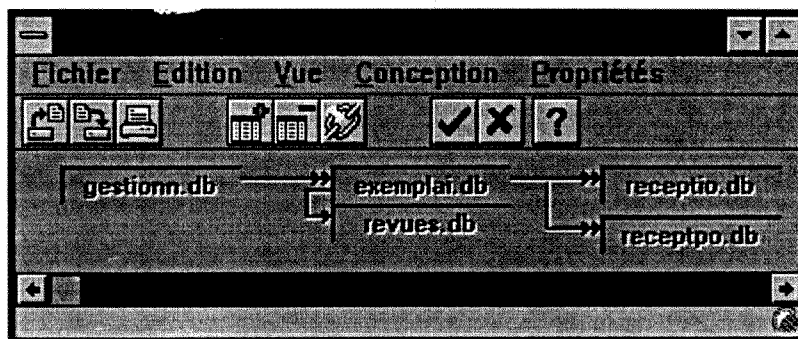 Fichier Edition Vue Conception Propriétés
?
gestionn.db exemplai.db receptio.db
revues.db receptpo.db